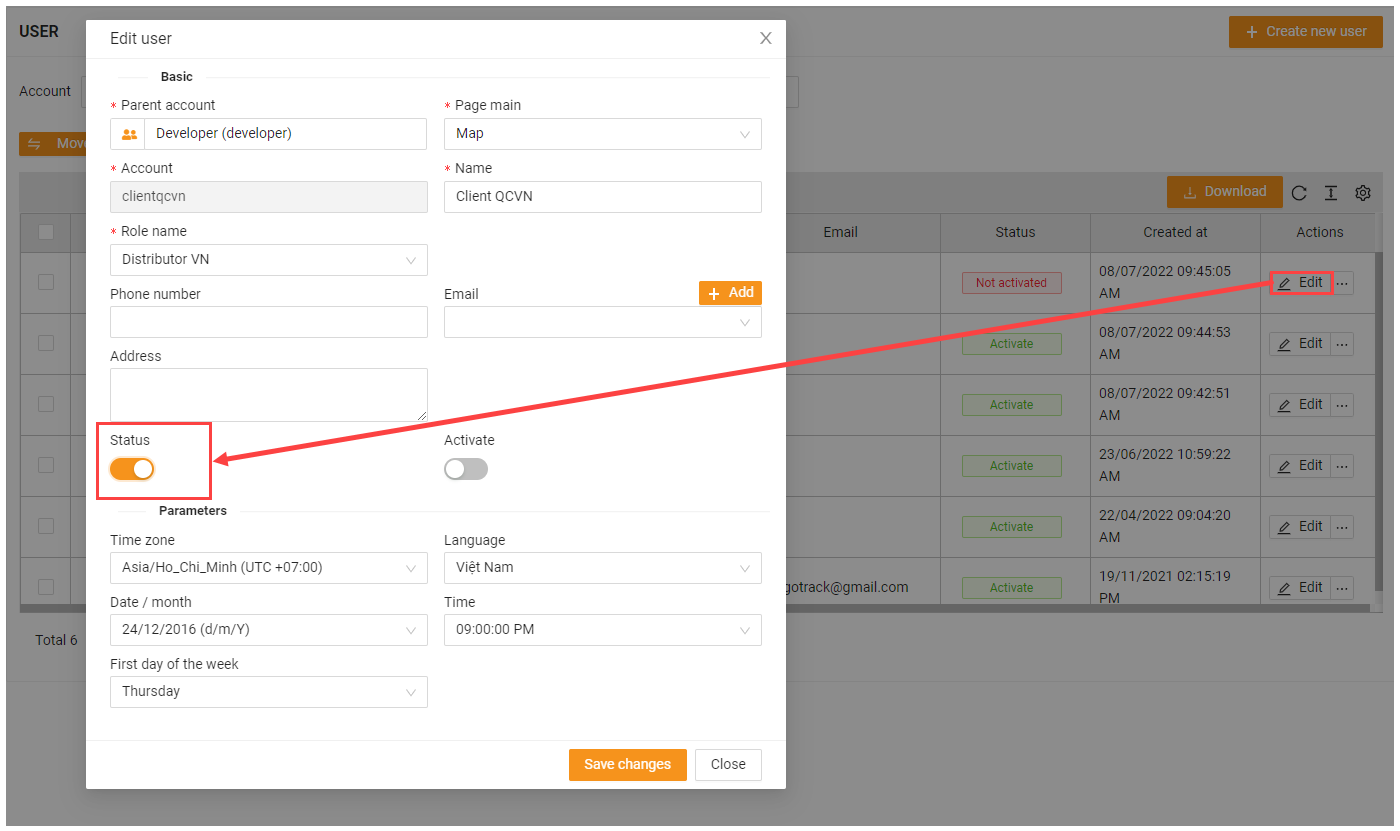 USER
Create new user
Account
Move
Download
Email
Status
Created at
Actions
Not activated
08/07/2022 09:45:05
AM
Edit
...
Activate
08/07/2022 09:44:53
AM
Edit
...
Activate
08/07/2022 09:42:51
AM
Edit
...
Activate
23/06/2022 10:59:22
AM
Edit
...
Activate
22/04/2022 09:04:20
AM
Edit
...
gotrack@gmail.com
Activate
19/11/2021 02:15:19
PM
Edit
...
Total 6
Edit user
X
Basic
* Parent account
Developer (developer)
* Page main
Map
* Account
clientqcvn
* Name
Client QCVN
* Role name
Distributor VN
Phone number
Email
+ Add
Address
Status
Activate
Parameters
Time zone
Asia/Ho_Chi_Minh (UTC +07:00)
Language
Việt Nam
Date / month
24/12/2016 (d/m/Y)
Time
09:00:00 PM
First day of the week
Thursday
Save changes
Close